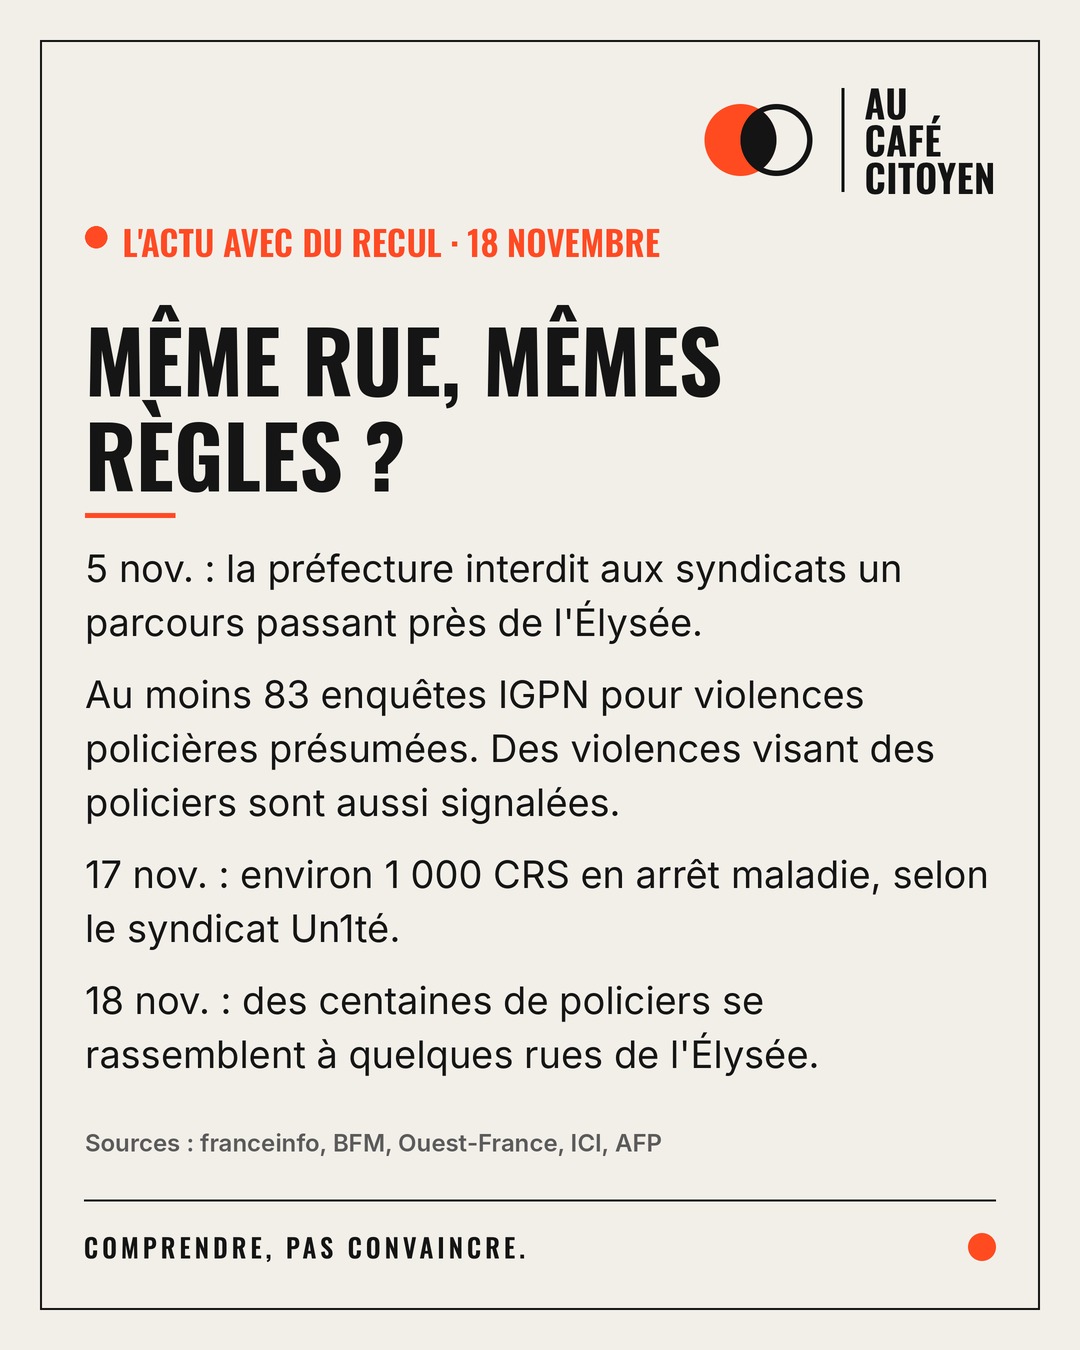 AU
CAFÉ
CITOYEN
L'ACTU AVEC DU RECUL · 18 NOVEMBRE
MÊME RUE, MÊMES
RÈGLES ?
5 nov. : la préfecture interdit aux syndicats un
parcours passant près de l'Élysée.
Au moins 83 enquêtes IGPN pour violences
policières présumées. Des violences visant des
policiers sont aussi signalées.
17 nov. : environ 1 000 CRS en arrêt maladie, selon
le syndicat Un1té.
18 nov. : des centaines de policiers se
rassemblent à quelques rues de l'Élysée.
Sources : franceinfo, BFM, Ouest-France, ICI, AFP
COMPRENDRE, PAS CONVAINCRE.